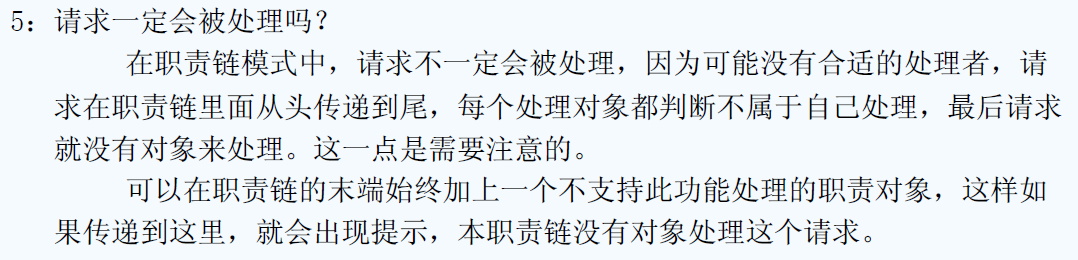 5：请求一定会被处理吗？
在职责链模式中，请求不一定会被处理，因为可能没有合适的处理者，请
求在职责链里面从头传递到尾，每个处理对象都判断不属于自己处理，最后请求
就没有对象来处理。这一点是需要注意的。
可以在职责链的末端始终加上一个不支持此功能处理的职责对象，这样如
果传递到这里，就会出现提示，本职责链没有对象处理这个请求。